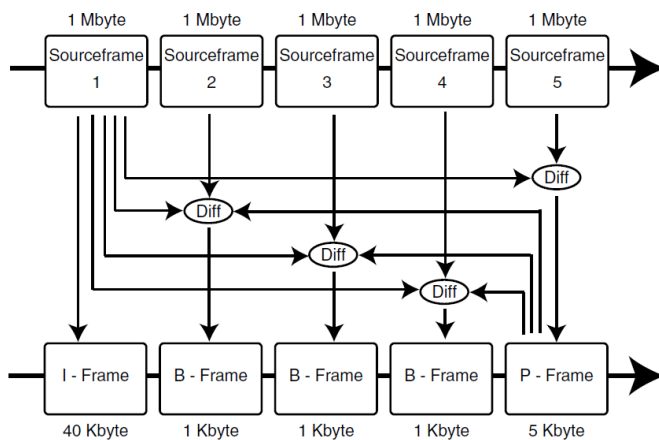 1 Mbyte 1 Mbyte 1 Mbyte 1 Mbyte 1 Mbyte
Sourceframe Sourceframe Sourceframe Sourceframe Sourceframe
1 2 3 4 5
Diff
Diff
Diff
Diff
I - Frame B - Frame B - Frame B - Frame P - Frame
40 Kbyte 1 Kbyte 1 Kbyte 1 Kbyte 5 Kbyte